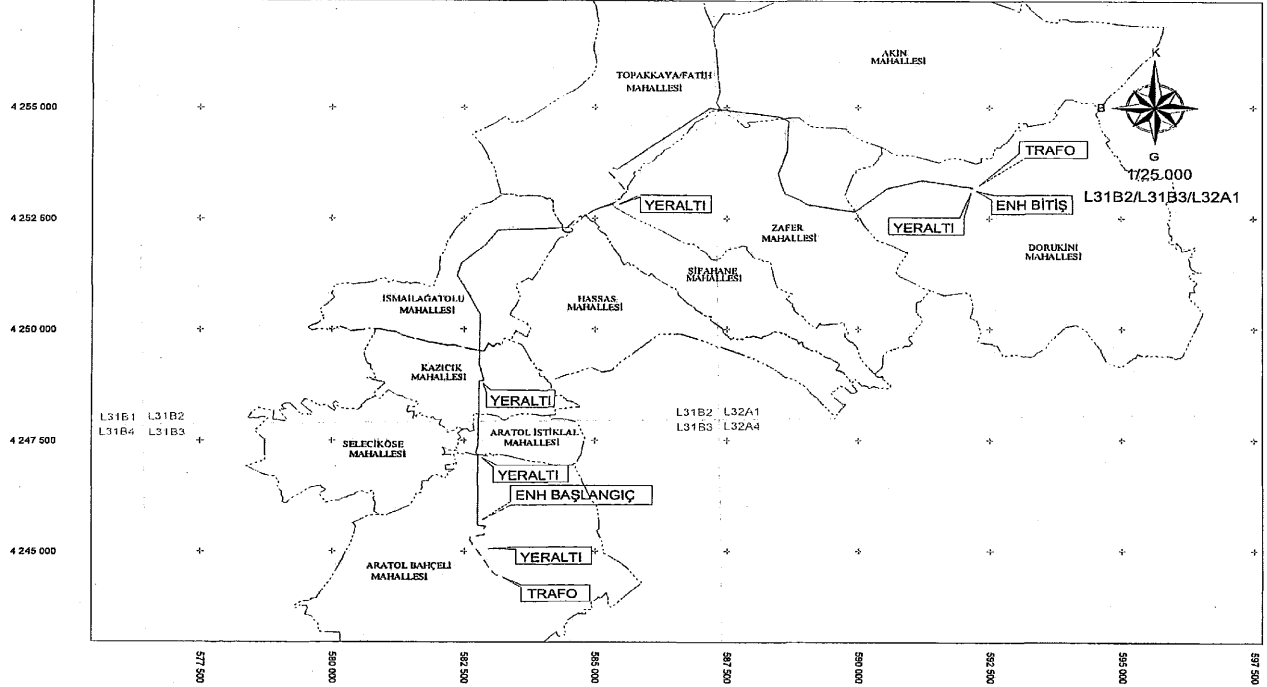 AKIN
MAHALLESİ
TOPAKKAYA/FATİH
MAHALLESİ
K
4 255 000
B
TRAFO
G
1/25 000
L31B2/L31B3/L32A1
YERALTI
ENH BİTİŞ
4 252 500
YERALTI
ZAFER
MAHALLESİ
DORUKİNİ
MAHALLESİ
ŞİFAHANE
MAHALLESİ
İSMAİLAĞATOLU
MAHALLESİ
HASSAS
MAHALLESİ
4 250 000
KAZICIK
MAHALLESİ
YERALTI
L31B1 L31B2
L31B4 L31B3
L31B2 L32A1
L31B3 L32A4
ARATOL İSTİKLAL
MAHALLESİ
4 247 500
SELECİKÖSE
MAHALLESİ
YERALTI
ENH BAŞLANGIÇ
4 245 000
YERALTI
ARATOL BAHÇELİ
MAHALLESİ
TRAFO
577 500
580 000
582 500
585 000
587 500
590 000
592 500
595 000
597 500